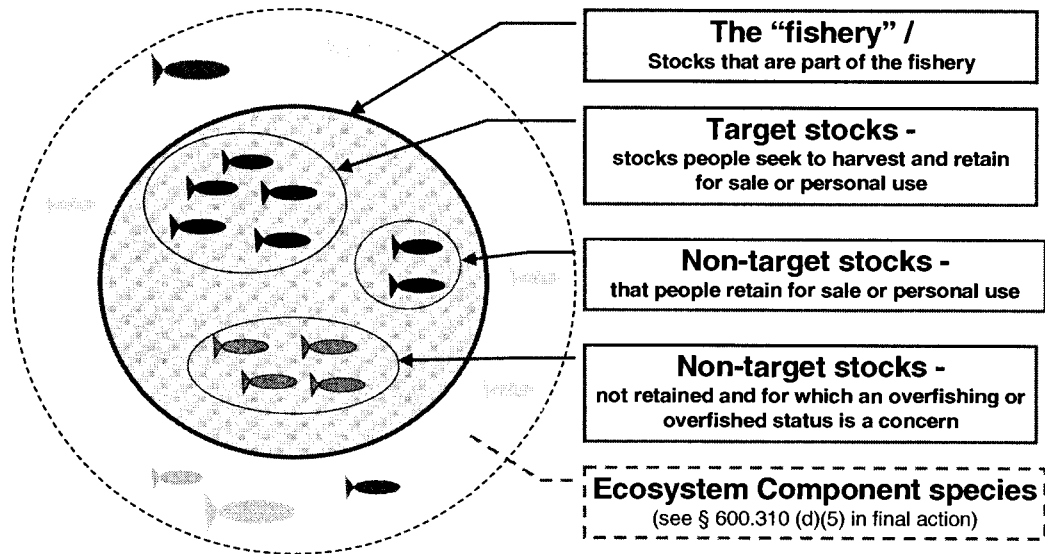 The “fishery” /
Stocks that are part of the fishery
Target stocks -
stocks people seek to harvest and retain
for sale or personal use
Non-target stocks -
that people retain for sale or personal use
Non-target stocks -
not retained and for which an overfishing or
overfished status is a concern
Ecosystem Component species
(see § 600.310 (d)(5) in final action)